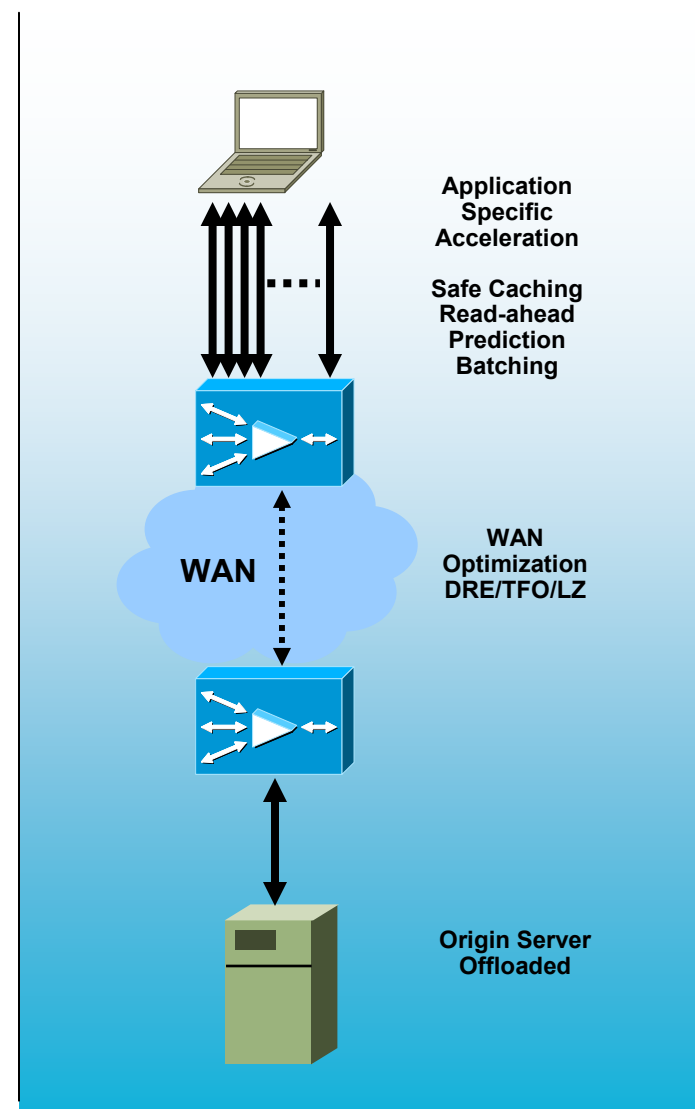 Application
Specific
Acceleration
Safe Caching
Read-ahead
Prediction
Batching
WAN
WAN
Optimization
DRE/TFO/LZ
Origin Server
Offloaded